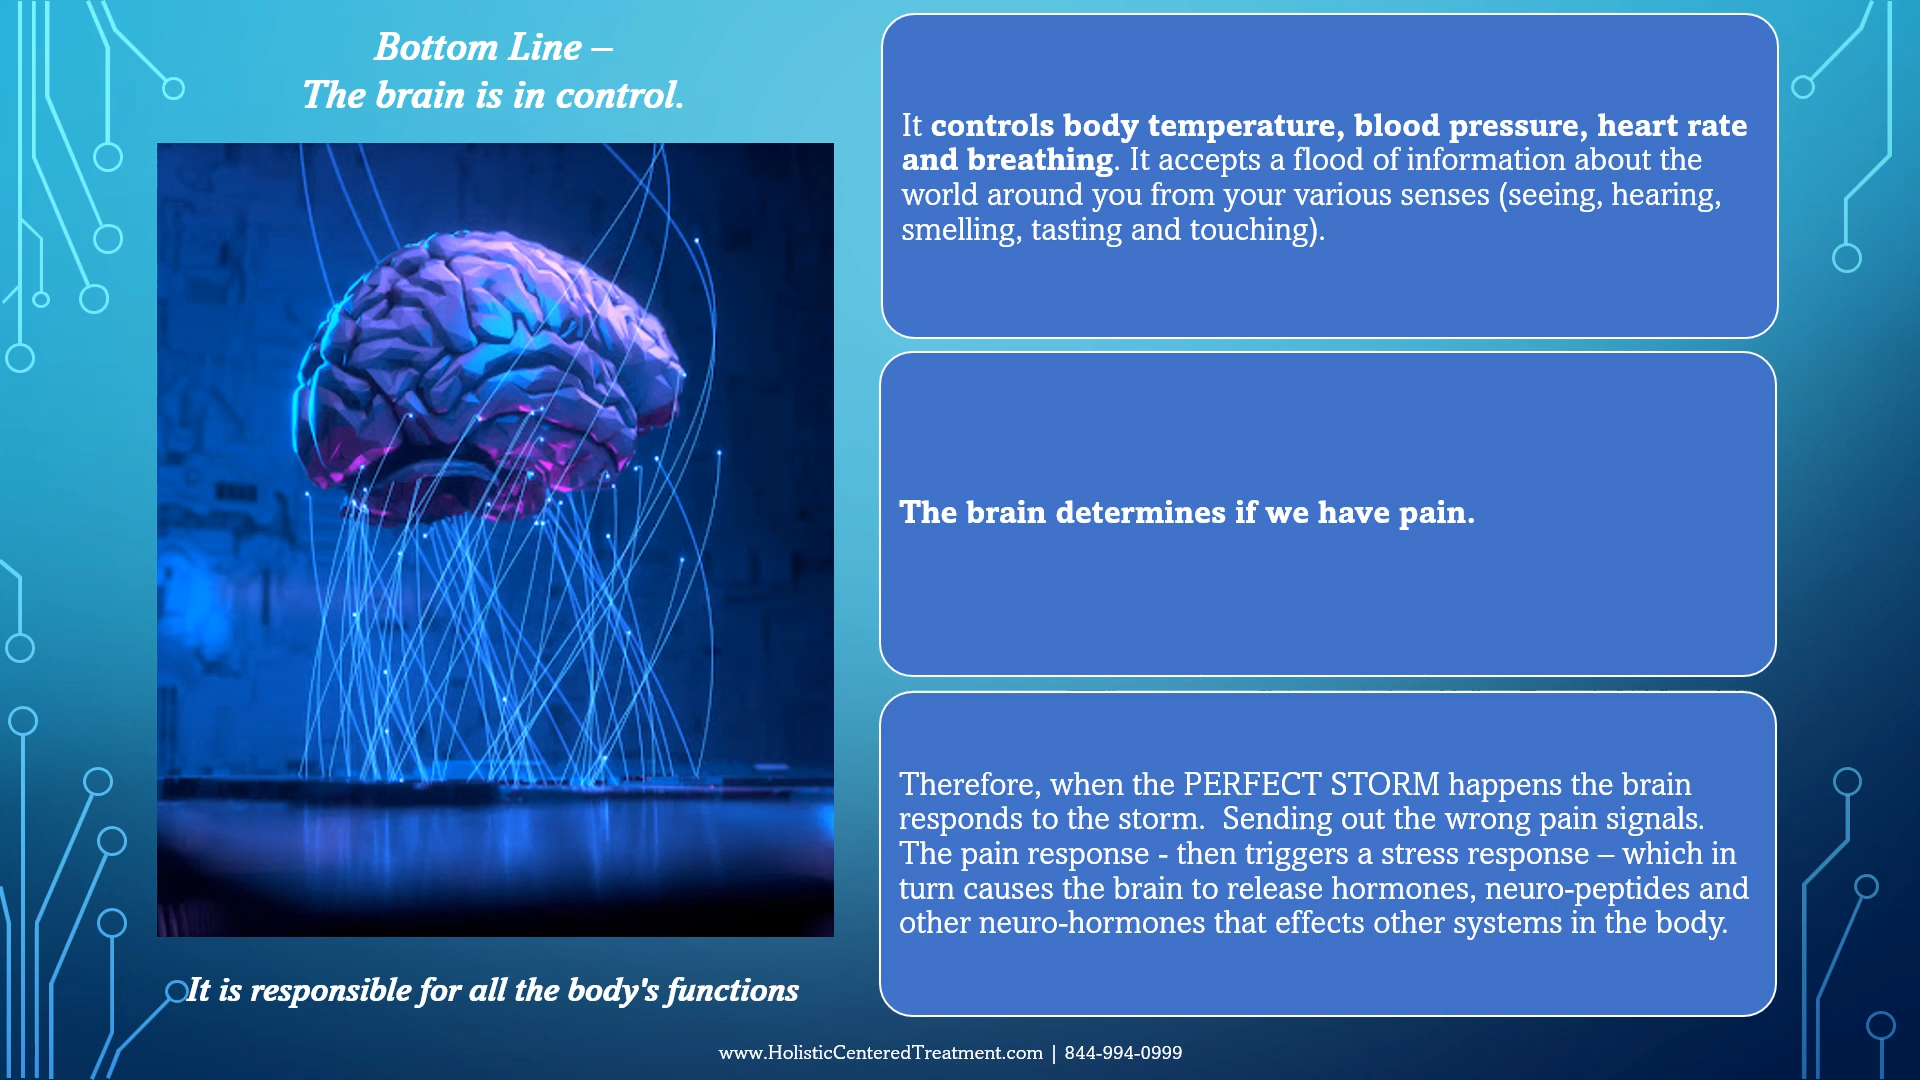 Bottom Line –
The brain is in control.
It is responsible for all the body's functions
It controls body temperature, blood pressure, heart rate
and breathing. It accepts a flood of information about the
world around you from your various senses (seeing, hearing,
smelling, tasting and touching).
The brain determines if we have pain.
Therefore, when the PERFECT STORM happens the brain
responds to the storm.  Sending out the wrong pain signals.
The pain response - then triggers a stress response – which in
turn causes the brain to release hormones, neuro-peptides and
other neuro-hormones that effects other systems in the body.
www.HolisticCenteredTreatment.com | 844-994-0999